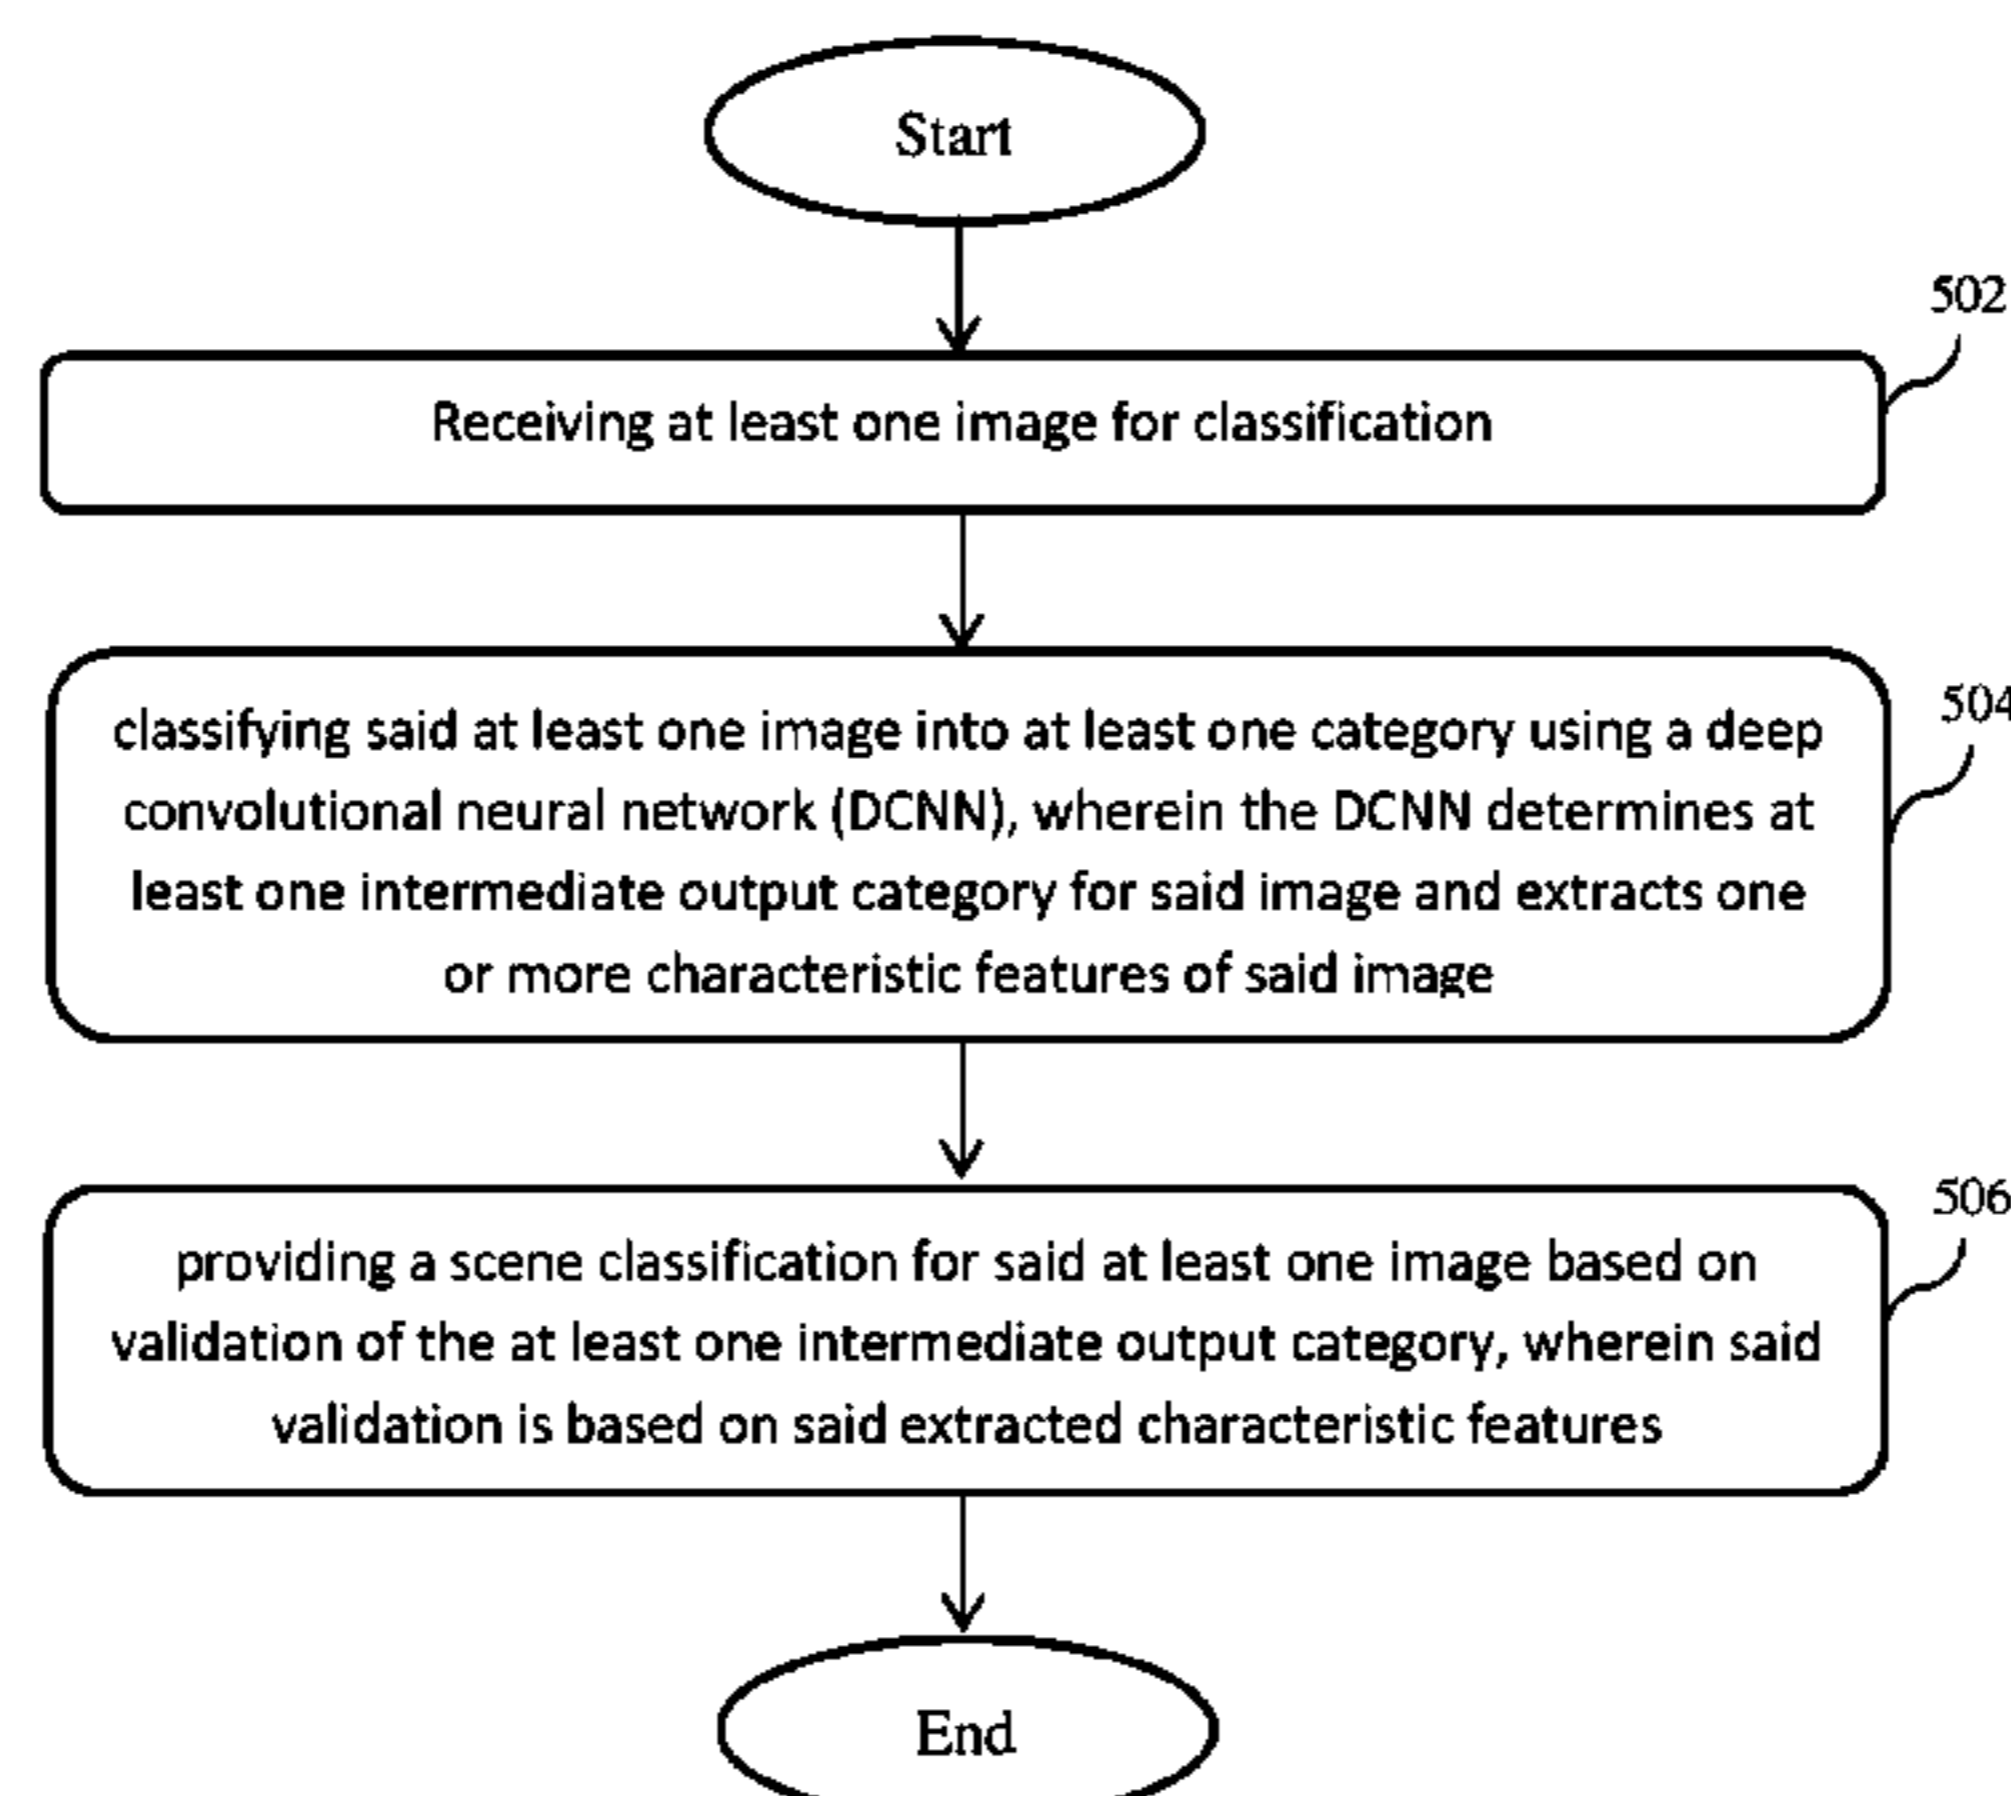 Start
502
Receiving at least one image for classification
504
classifying said at least one image into at least one category using a deep
convolutional neural network (DCNN), wherein the DCNN determines at
least one intermediate output category for said image and extracts one
or more characteristic features of said image
506
providing a scene classification for said at least one image based on
validation of the at least one intermediate output category, wherein said
validation is based on said extracted characteristic features
End